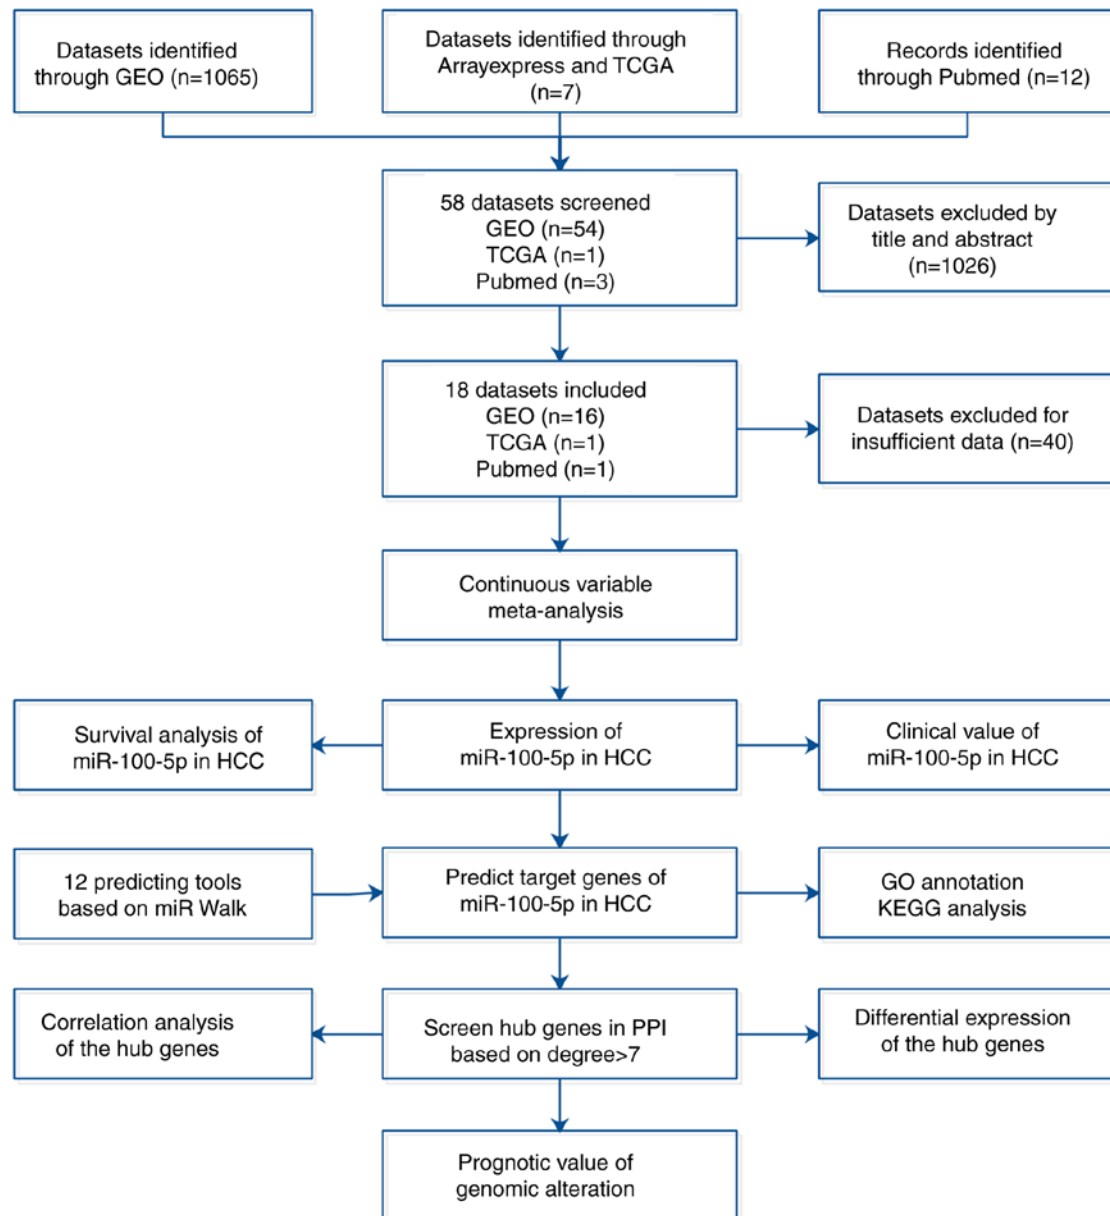 Datasets identified
through GEO (n=1065)
Datasets identified through
Arrayexpress and TCGA
(n=7)
Records identified
through Pubmed (n=12)
58 datasets screened
GEO (n=54)
TCGA (n=1)
Pubmed (n=3)
Datasets excluded by
title and abstract
(n=1026)
18 datasets included
GEO (n=16)
TCGA (n=1)
Pubmed (n=1)
Datasets excluded for
insufficient data (n=40)
Continuous variable
meta-analysis
Survival analysis of
miR-100-5p in HCC
Expression of
miR-100-5p in HCC
Clinical value of
miR-100-5p in HCC
12 predicting tools
based on miR Walk
Predict target genes of
miR-100-5p in HCC
GO annotation
KEGG analysis
Correlation analysis
of the hub genes
Screen hub genes in PPI
based on degree>7
Differential expression
of the hub genes
Prognotic value of
genomic alteration